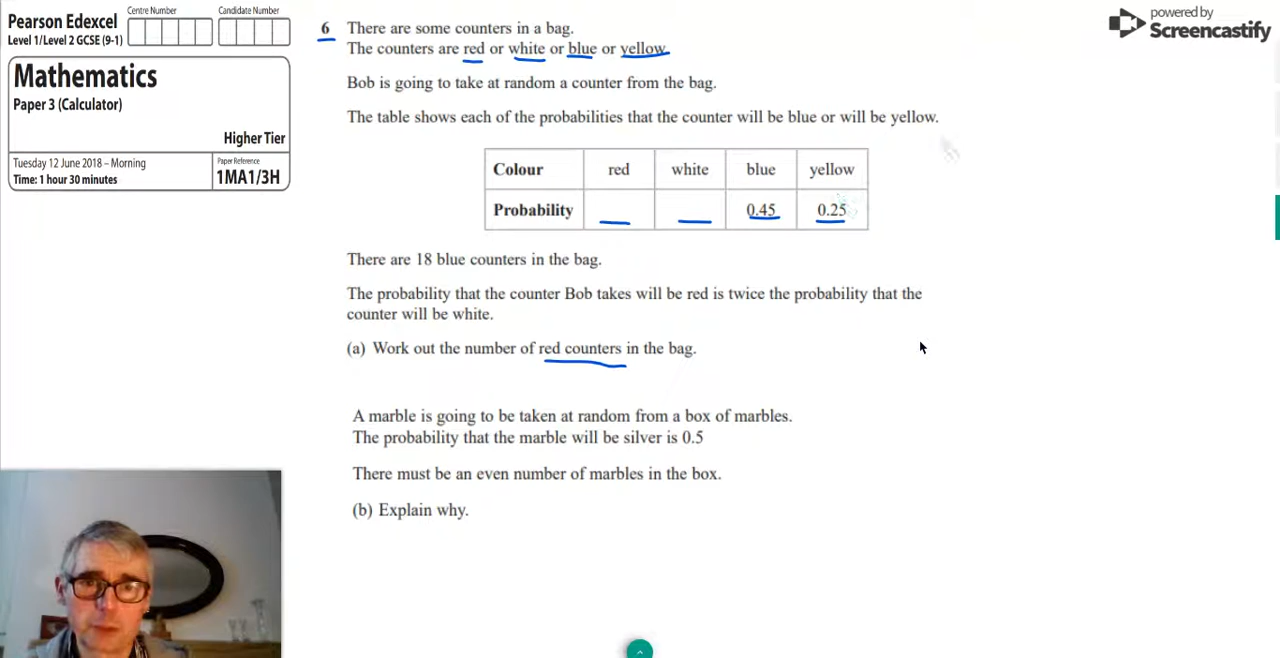 Pearson Edexcel
Level 1/Level 2 GCSE (9-1)
Centre Number
Candidate Number
Mathematics
Paper 3 (Calculator)
Higher Tier
Tuesday 12 June 2018 – Morning
Time: 1 hour 30 minutes
Paper Reference
1MA1/3H
powered by
Screencastify
6 There are some counters in a bag.
The counters are red or white or blue or yellow.
Bob is going to take at random a counter from the bag.
The table shows each of the probabilities that the counter will be blue or will be yellow.
Colour red white blue yellow
Probability 0.45 0.25
There are 18 blue counters in the bag.
The probability that the counter Bob takes will be red is twice the probability that the
counter will be white.
(a) Work out the number of red counters in the bag.
A marble is going to be taken at random from a box of marbles.
The probability that the marble will be silver is 0.5
There must be an even number of marbles in the box.
(b) Explain why.